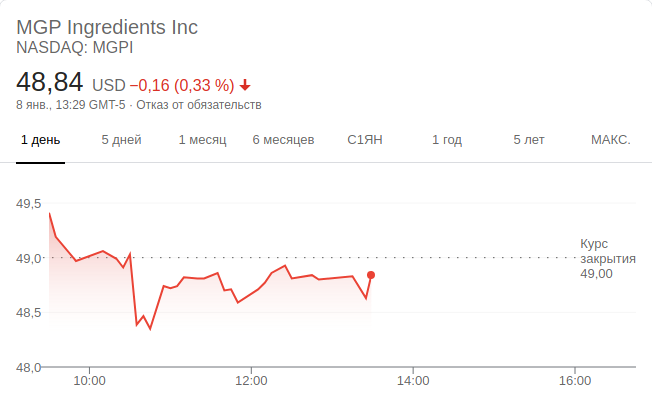 MGP Ingredients Inc
NASDAQ: MGPI
48,84 USD −0,16 (0,33 %)
8 янв., 13:29 GMT-5 · Отказ от обязательств
1 день 5 дней 1 месяц 6 месяцев С1ЯН 1 год 5 лет МАКС.
49,5
49,0
48,5
48,0
Курс
закрытия
49,00
10:00 12:00 14:00 16:00